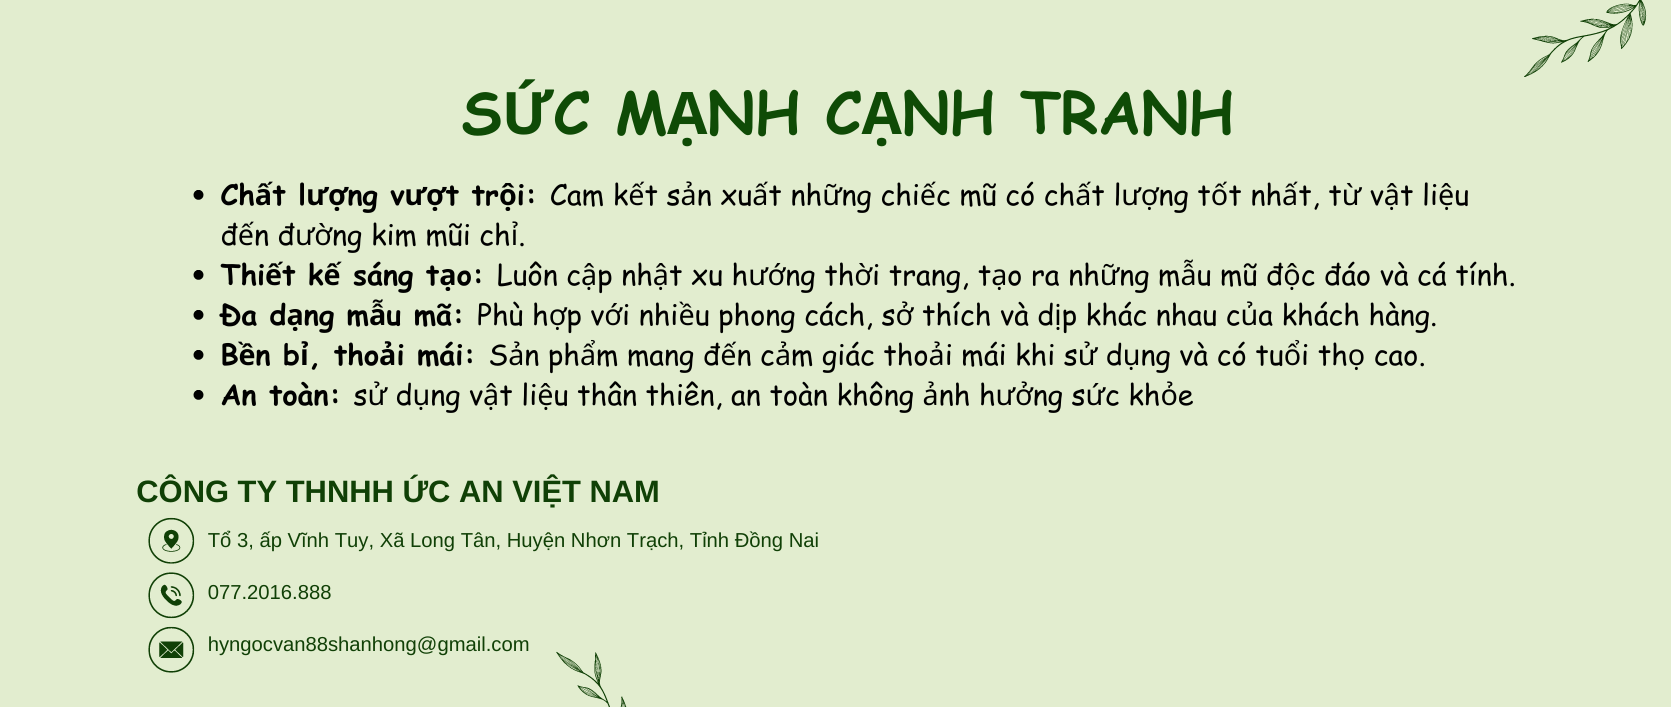 SỨC MẠNH CẠNH TRANH
• Chất lượng vượt trội: Cam kết sản xuất những chiếc mũ có chất lượng tốt nhất, từ vật liệu
đến đường kim mũi chỉ.
• Thiết kế sáng tạo: Luôn cập nhật xu hướng thời trang, tạo ra những mẫu mũ độc đáo và cá tính.
• Đa dạng mẫu mã: Phù hợp với nhiều phong cách, sở thích và dịp khác nhau của khách hàng.
• Bền bỉ, thoải mái: Sản phẩm mang đến cảm giác thoải mái khi sử dụng và có tuổi thọ cao.
• An toàn: sử dụng vật liệu thân thiên, an toàn không ảnh hưởng sức khỏe
CÔNG TY THNHH ỨC AN VIỆT NAM
Tổ 3, ấp Vĩnh Tuy, Xã Long Tân, Huyện Nhơn Trạch, Tỉnh Đồng Nai
077.2016.888
hyngocvan88shanhong@gmail.com